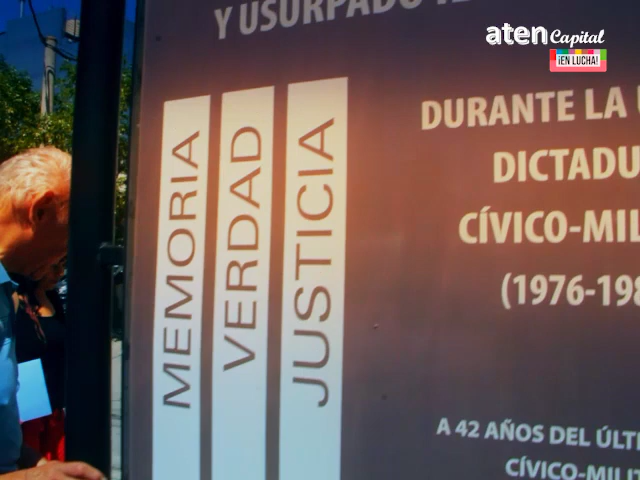 Y USURPADO
aten Capital
¡EN LUCHA!
MEMORIA
VERDAD
JUSTICIA
DURANTE LA
DICTADU
CÍVICO-MIL
(1976-198
A 42 AÑOS DEL ÚLT
CÍVICO-MILIT